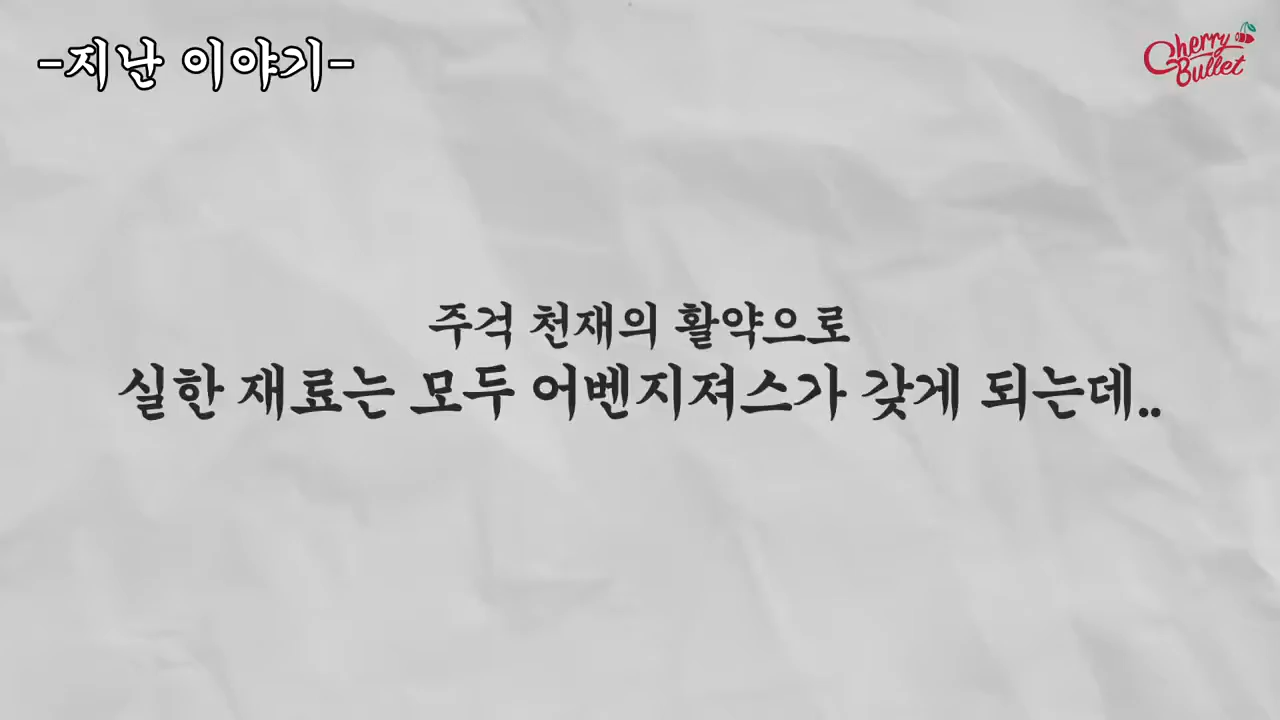 -지난 이야기-
Cherry
Bullet
주걱 천재의 활약으로
실한 재료는 모두 어벤지져스가 갖게 되는데..